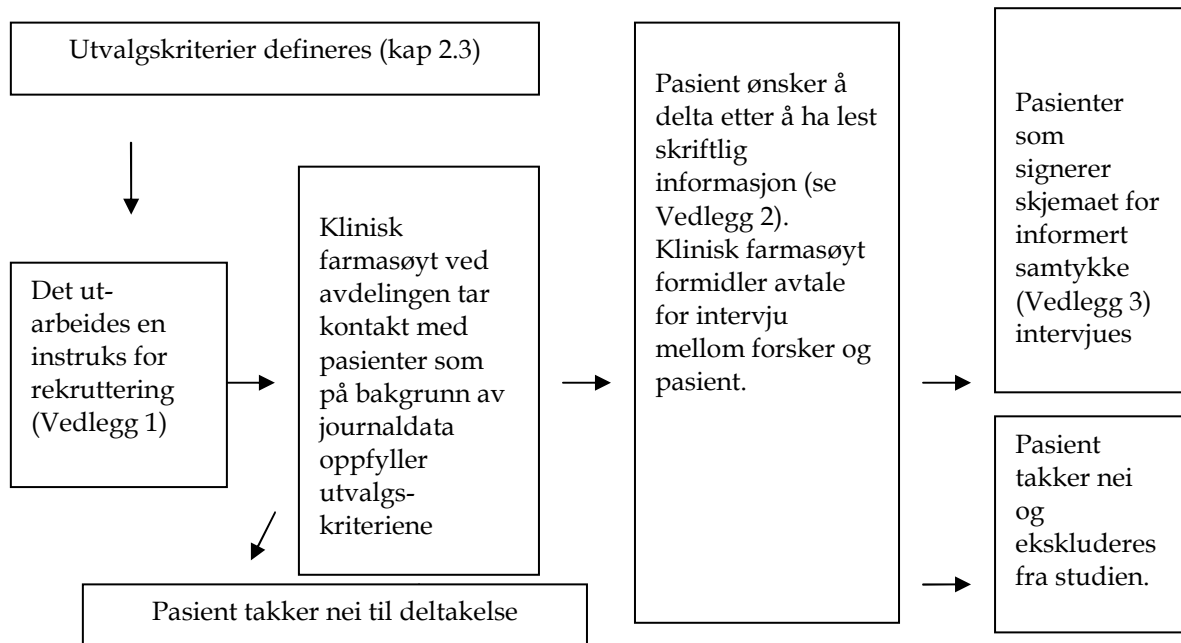 Utvalgskriterier defineres (kap 2.3)
Det ut-
arbeides en
instruks for
rekruttering
(Vedlegg 1)
Klinisk
farmasøyt ved
avdelingen tar
kontakt med
pasienter som
på bakgrunn av
journaldata
oppfyller
utvalgs-
kriteriene
Pasient takker nei til deltakelse
Pasient ønsker å
delta etter å ha lest
skriftlig
informasjon (se
Vedlegg 2).
Klinisk farmasøyt
formidler avtale
for intervju
mellom forsker og
pasient.
Pasienter
som
signerer
skjemaet for
informert
samtykke
(Vedlegg 3)
intervjues
Pasient
takker nei
og
ekskluderes
fra studien.